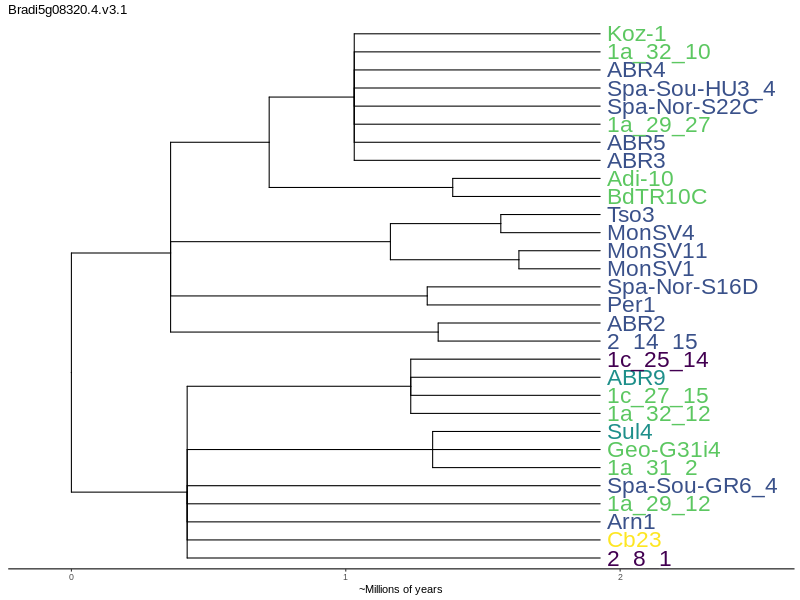 Bradi5g08320.4.v3.1
Koz-1
1a_32_10
ABR4
Spa-Sou-HU3_4
Spa-Nor-S22C
1a_29_27
ABR5
ABR3
Adi-10
BdTR10C
Tso3
MonSV4
MonSV11
MonSV1
Spa-Nor-S16D
Per1
ABR2
2_14_15
1c_25_14
ABR9
1c_27_15
1a_32_12
Sul4
Geo-G31i4
1a_31_2
Spa-Sou-GR6_4
1a_29_12
Arn1
Cb23
2_8_1
0 1 2
~Millions of years